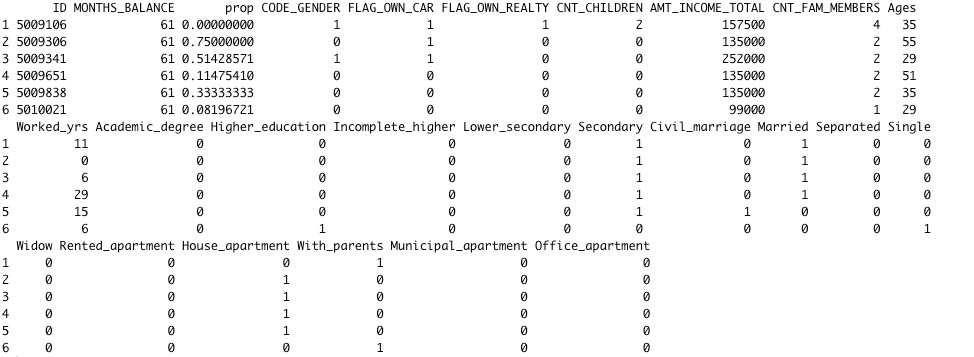 ID MONTHS_BALANCE prop CODE_GENDER FLAG_OWN_CAR FLAG_OWN_REALTY CNT_CHILDREN AMT_INCOME_TOTAL CNT_FAM_MEMBERS Ages
1 5009106 61 0.00000000 1 1 1 2 157500 4 35
2 5009306 61 0.75000000 0 1 0 0 135000 2 55
3 5009341 61 0.51428571 1 1 0 0 252000 2 29
4 5009651 61 0.11475410 0 0 0 0 135000 2 51
5 5009838 61 0.33333333 0 0 0 0 135000 2 35
6 5010021 61 0.08196721 0 0 0 0 99000 1 29
Worked_yrs Academic_degree Higher_education Incomplete_higher Lower_secondary Secondary Civil_marriage Married Separated Single
1 11 0 0 0 0 1 0 1 0 0
2 0 0 0 0 0 1 0 1 0 0
3 6 0 0 0 0 1 0 1 0 0
4 29 0 0 0 0 1 0 1 0 0
5 15 0 0 0 0 1 1 0 0 0
6 6 0 1 0 0 0 0 0 0 1
Widow Rented_apartment House_apartment With_parents Municipal_apartment Office_apartment
1 0 0 0 1 0 0
2 0 0 1 0 0 0
3 0 0 1 0 0 0
4 0 0 1 0 0 0
5 0 0 1 0 0 0
6 0 0 0 1 0 0